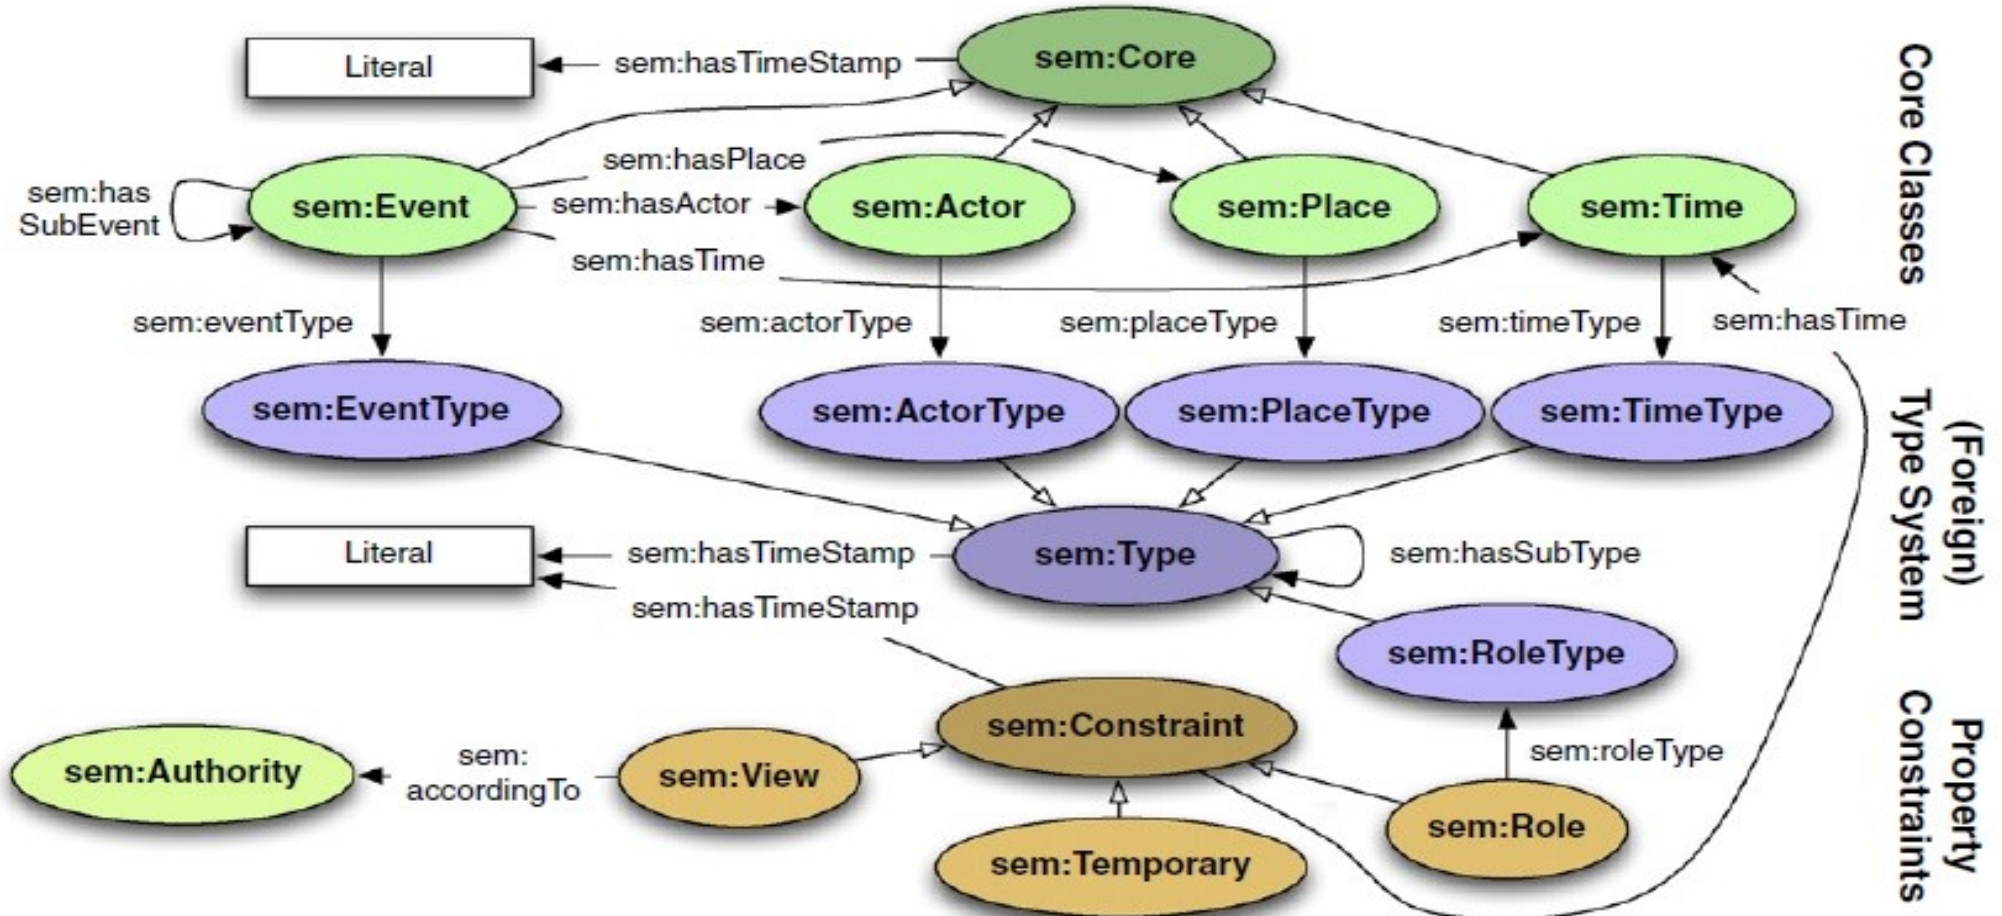 sem:Core
Literal
sem:hasTimeStamp
sem:hasPlace
sem:has
SubEvent
sem:Event
sem:hasActor
sem:Actor
sem:Place
sem:Time
sem:hasTime
sem:eventType
sem:actorType
sem:placeType
sem:timeType
sem:hasTime
Core Classes
sem:EventType
sem:ActorType
sem:PlaceType
sem:TimeType
(Foreign)
Type System
Literal
sem:hasTimeStamp
sem:Type
sem:hasSubType
sem:hasTimeStamp
sem:RoleType
sem:Constraint
sem:Authority
sem:
accordingTo
sem:View
sem:roleType
sem:Role
sem:Temporary
Property
Constraints